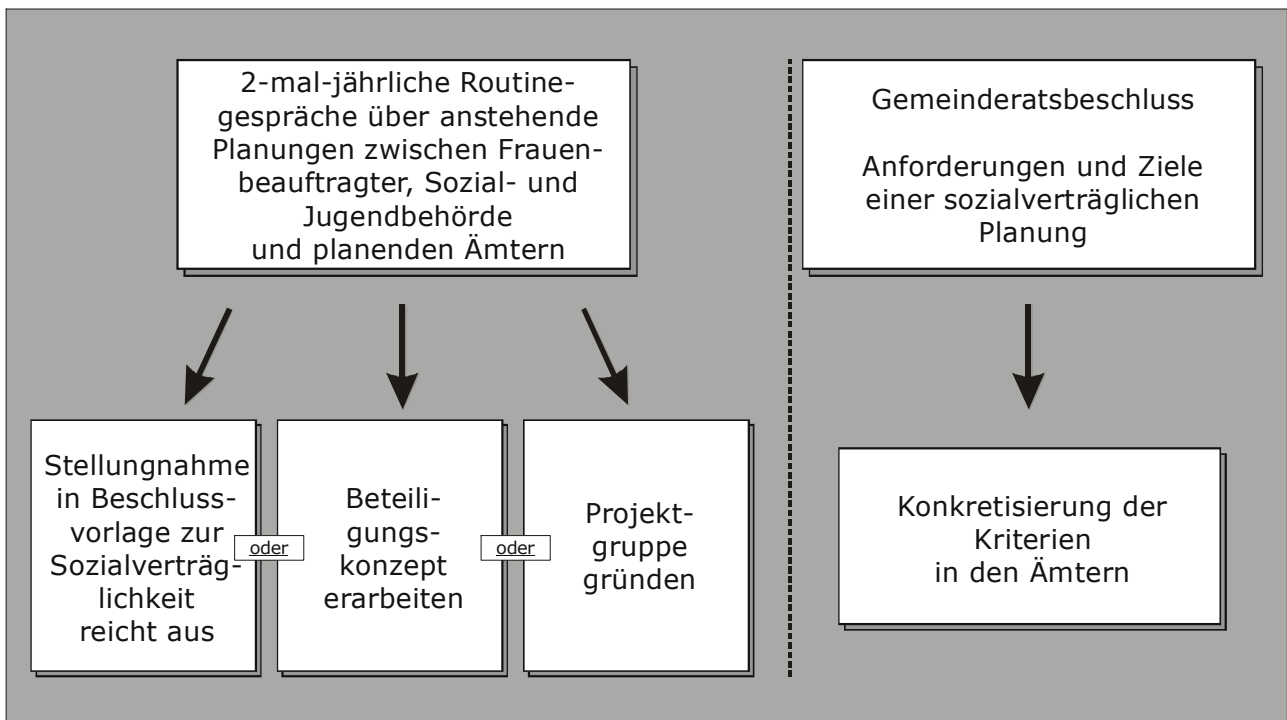 2-mal-jährliche Routine-
gespräche über anstehende
Planungen zwischen Frauen-
beauftragter, Sozial- und
Jugendbehörde
und planenden Ämtern
Gemeinderatsbeschluss
Anforderungen und Ziele
einer sozialverträglichen
Planung
Stellungnahme
in Beschluss-
vorlage zur
Sozialverträg-
lichkeit
reicht aus
oder
Beteili-
gungs-
konzept
erarbeiten
oder
Projekt-
gruppe
gründen
Konkretisierung der
Kriterien
in den Ämtern